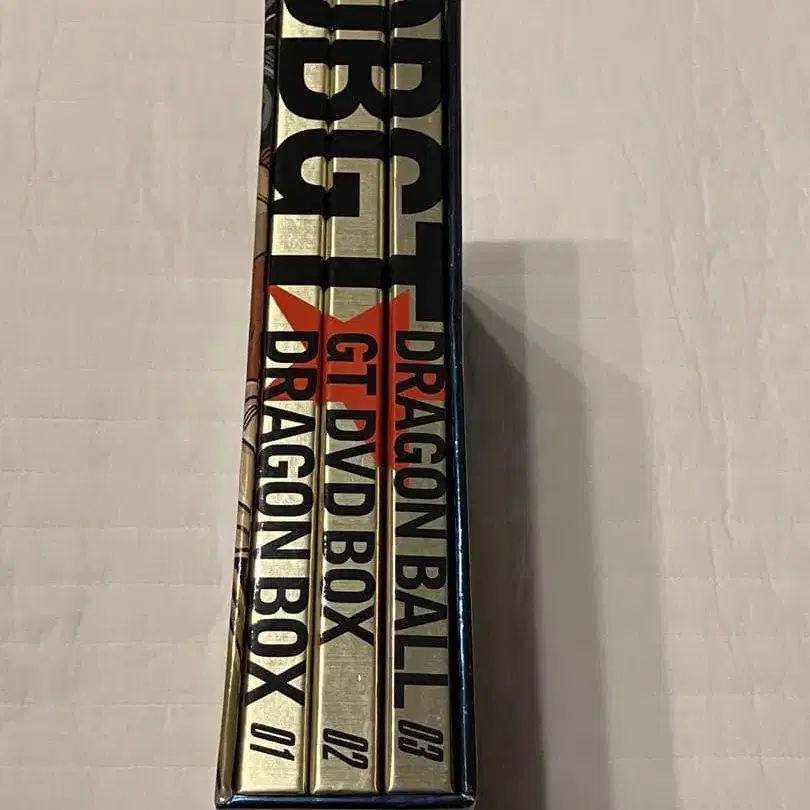 DBGT
DRAGON BALL
GT DVD BOX
DRAGON BOX
01
02
03